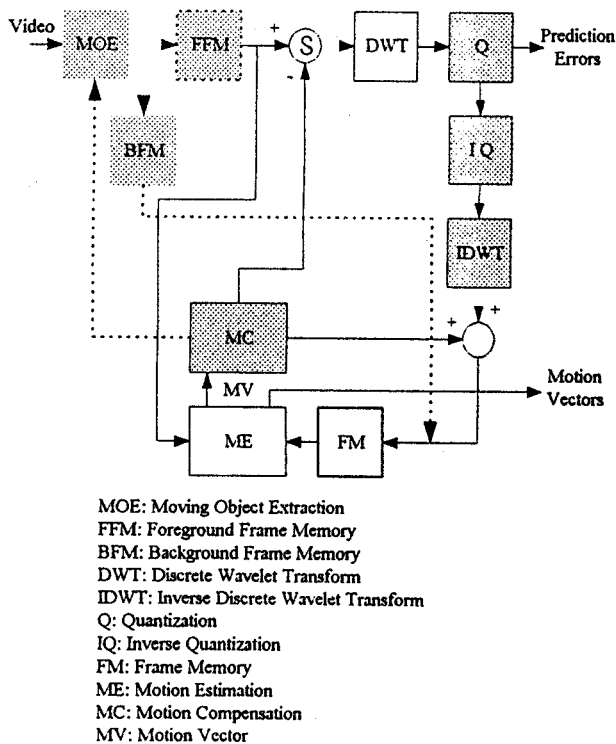 Video
MOE
FFM
+
S
-
DWT
Q
Prediction
Errors
BFM
I Q
IDWT
+
+
MC
MV
Motion
Vectors
ME
FM
MOE: Moving Object Extraction
FFM: Foreground Frame Memory
BFM: Background Frame Memory
DWT: Discrete Wavelet Transform
IDWT: Inverse Discrete Wavelet Transform
Q: Quantization
IQ: Inverse Quantization
FM: Frame Memory
ME: Motion Estimation
MC: Motion Compensation
MV: Motion Vector